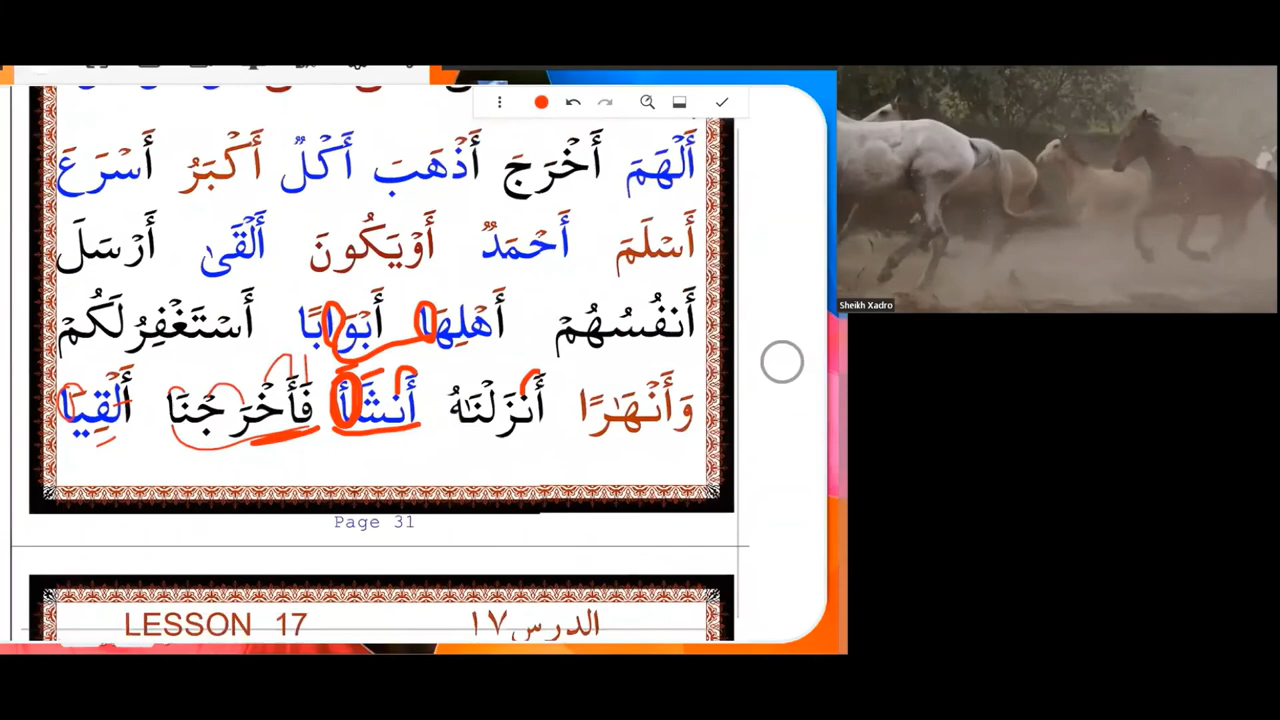 أَلْهَمَ أَخْرَجَ أَذْهَبَ أَكْلٌ أَكْبَرُ أَسْرَعَ
أَسْلَمَ أَحْمَدٌ أَوْيَكُونَ أَلْقَىٰ أَرْسَلَ
أَنفُسُهُمْ أَهْلِهَا أَبْوَابًا أَسْتَغْفِرُ لَكُمْ
وَأَنْهَٰرًا أَنزَلْنَٰهُ أَنشَأَ فَأَخْرَجْنَا أَلْقِيَا
Page 31
LESSON 17 الدرس ١٧
Sheikh Xadro